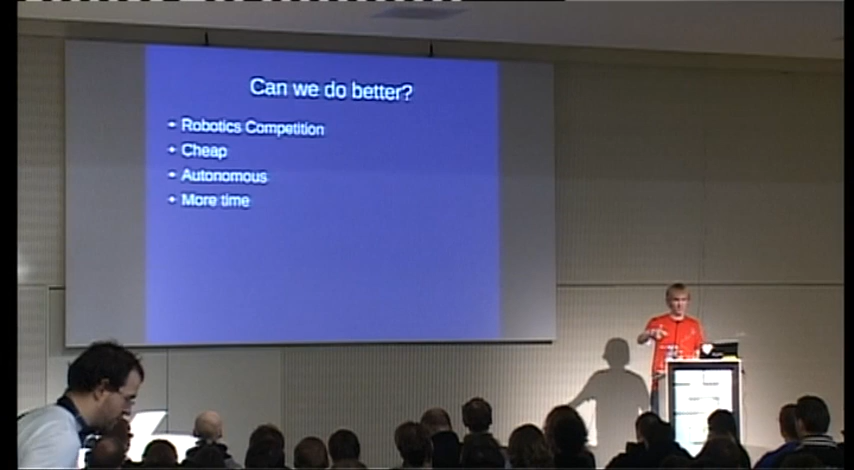 Can we do better?
Robotics Competition
Cheap
Autonomous
More time